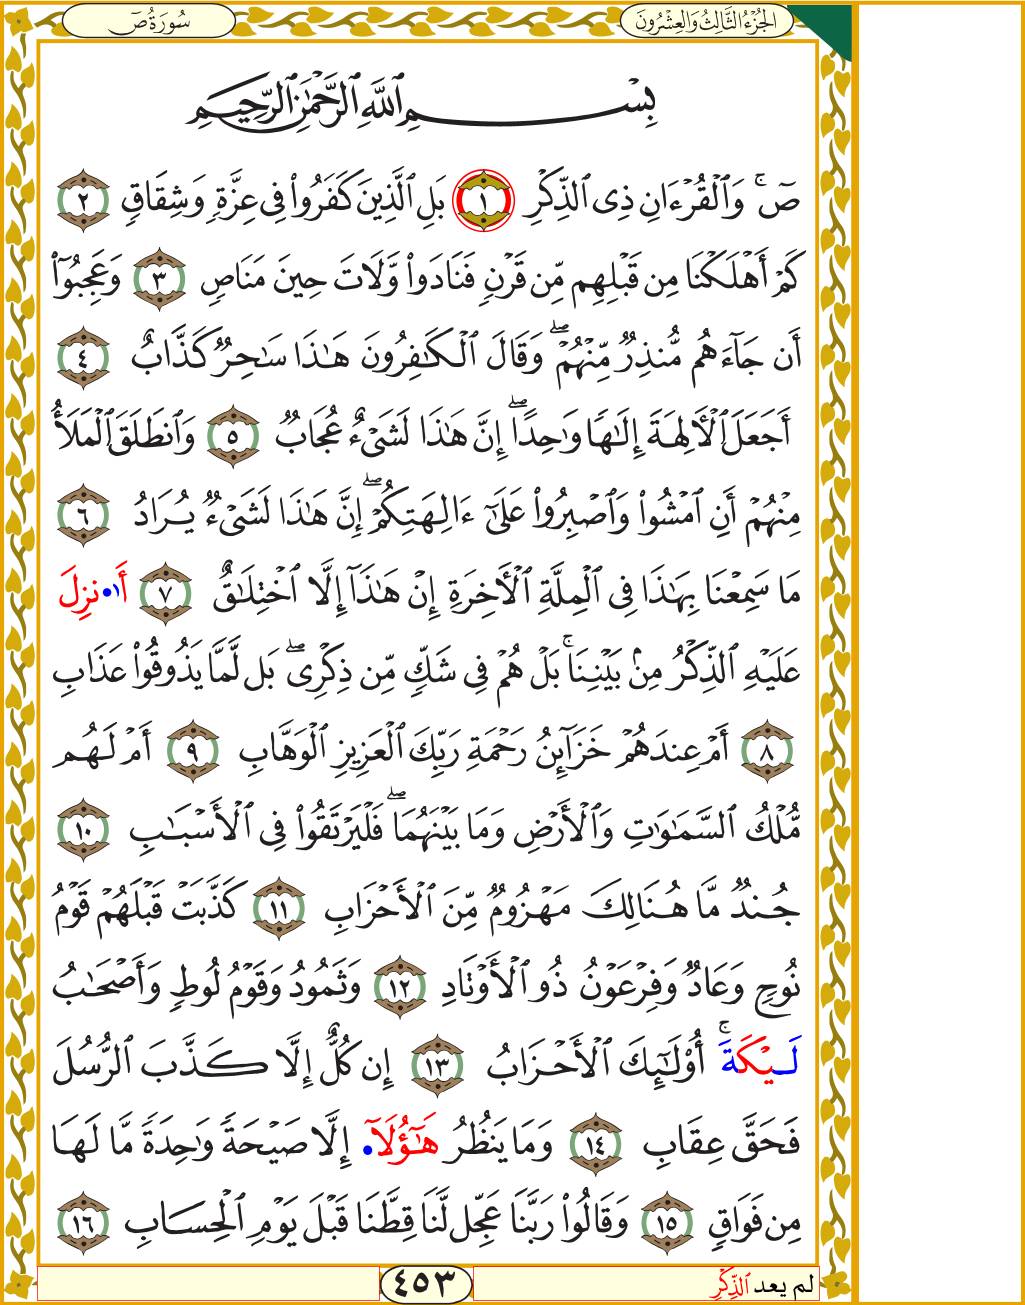 الجُزْءُ الثَّالِثُ وَالعِشْرُونَ
سُورَةُ صٓ
بِسْمِ ٱللَّهِ ٱلرَّحْمَٰنِ ٱلرَّحِيمِ
صٓۚ وَٱلْقُرْءَانِ ذِى ٱلذِّكْرِ ١ بَلِ ٱلَّذِينَ كَفَرُواْ فِى عِزَّةٖ وَشِقَاقٖ ٢
كَمْ أَهْلَكْنَا مِن قَبْلِهِم مِّن قَرْنٖ فَنَادَواْ وَّلَاتَ حِينَ مَنَاصٖ ٣ وَعَجِبُوٓاْ
أَن جَآءَهُم مُّنذِرٞ مِّنْهُمْۖ وَقَالَ ٱلْكَٰفِرُونَ هَٰذَا سَٰحِرٞ كَذَّابٌ ٤
أَجَعَلَ ٱلْأَلِهَةَ إِلَٰهٗا وَٰحِدًاۖ إِنَّ هَٰذَا لَشَىْءٌ عُجَابٞ ٥ وَٱنطَلَقَ ٱلْمَلَأُ
مِنْهُمْ أَنِ ٱمْشُواْ وَٱصْبِرُواْ عَلَىٰٓ ءَالِهَتِكُمْۖ إِنَّ هَٰذَا لَشَىْءٞ يُرَادُ ٦
مَا سَمِعْنَا بِهَٰذَا فِى ٱلْمِلَّةِ ٱلْأَخِرَةِ إِنْ هَٰذَآ إِلَّا ٱخْتِلَٰقٌ ٧ أَ۟نزِلَ
عَلَيْهِ ٱلذِّكْرُ مِنۢ بَيْنِنَاۚ بَلْ هُمْ فِى شَكّٖ مِّن ذِكْرِىۖ بَل لَّمَّا يَذُوقُواْ عَذَابِ
٨ أَمْ عِندَهُمْ خَزَآئِنُ رَحْمَةِ رَبِّكَ ٱلْعَزِيزِ ٱلْوَهَّابِ ٩ أَمْ لَهُم
مُّلْكُ ٱلسَّمَٰوَٰتِ وَٱلْأَرْضِ وَمَا بَيْنَهُمَاۖ فَلْيَرْتَقُواْ فِى ٱلْأَسْبَٰبِ ١٠
جُندٞ مَّا هُنَالِكَ مَهْزُومٞ مِّنَ ٱلْأَحْزَابِ ١١ كَذَّبَتْ قَبْلَهُمْ قَوْمُ
نُوحٖ وَعَادٞ وَفِرْعَوْنُ ذُو ٱلْأَوْتَادِ ١٢ وَثَمُودُ وَقَوْمُ لُوطٖ وَأَصْحَٰبُ
لَيْكَةَۚ أُوْلَٰٓئِكَ ٱلْأَحْزَابُ ١٣ إِن كُلٌّ إِلَّا كَذَّبَ ٱلرُّسُلَ
فَحَقَّ عِقَابِ ١٤ وَمَا يَنظُرُ هَٰٓؤُلَآ إِلَّا صَيْحَةٗ وَٰحِدَةٗ مَّا لَهَا
مِن فَوَاقٖ ١٥ وَقَالُواْ رَبَّنَا عَجِّل لَّنَا قِطَّنَا قَبْلَ يَوْمِ ٱلْحِسَابِ ١٦
لم يعد ٱلذِّكْرِ
٤٥٣